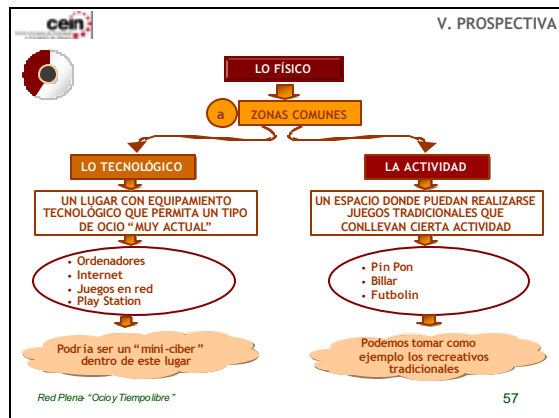 cein
V. PROSPECTIVA
LO FÍSICO
a
ZONAS COMUNES
LO TECNOLÓGICO
UN LUGAR CON EQUIPAMIENTO
TECNOLÓGICO QUE PERMITA UN TIPO
DE OCIO “MUY ACTUAL”
• Ordenadores
• Internet
• Juegos en red
• Play Station
Podría ser un “mini-ciber”
dentro de este lugar
LA ACTIVIDAD
UN ESPACIO DONDE PUEDAN REALIZARSE
JUEGOS TRADICIONALES QUE
CONLLEVAN CIERTA ACTIVIDAD
• Pin Pon
• Billar
• Futbolin
Podemos tomar como
ejemplo los recreativos
tradicionales
Red Plena- “Ocio y Tiempo libre”
57